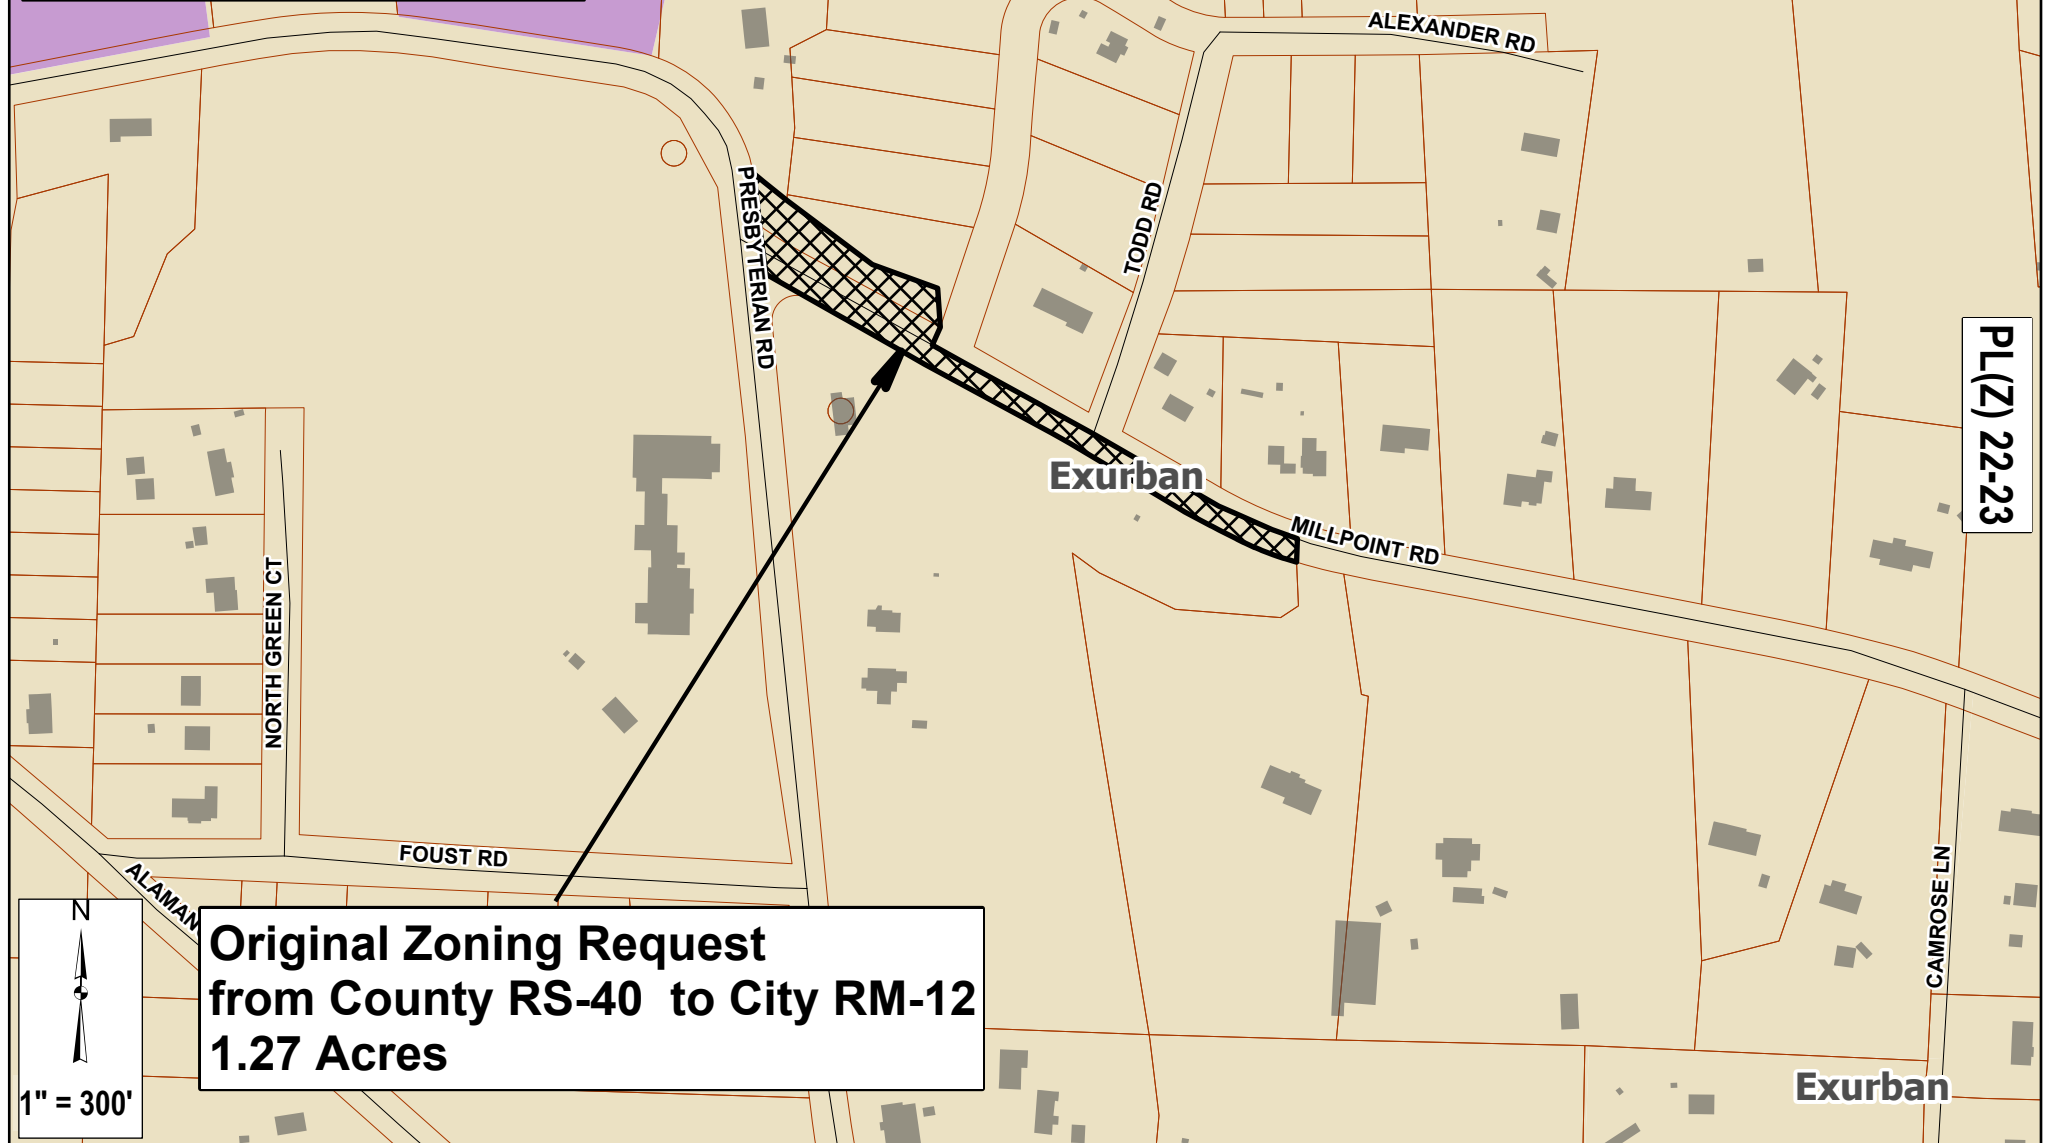 ALEXANDER RD
PRESBYTERIAN RD
TODD RD
PL(Z) 22-23
Exurban
MILLPOINT RD
NORTH GREEN CT
FOUST RD
ALAMAN
CAMROSE LN
N
1" = 300'
Original Zoning Request
from County RS-40 to City RM-12
1.27 Acres
Exurban